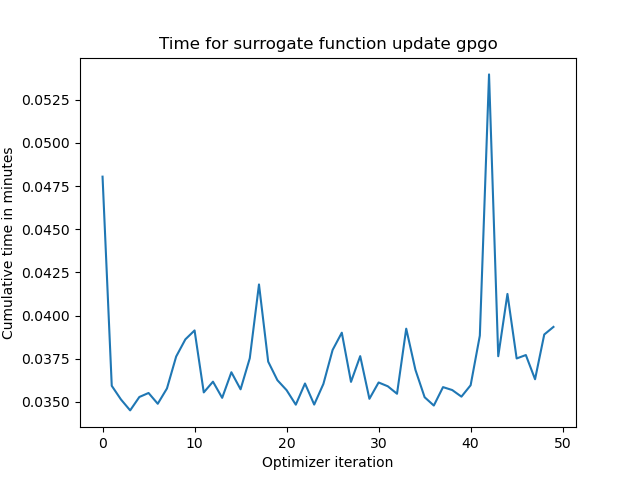 Time for surrogate function update gpgo
Cumulative time in minutes
0.0525
0.0500
0.0475
0.0450
0.0425
0.0400
0.0375
0.0350
0 10 20 30 40 50
Optimizer iteration